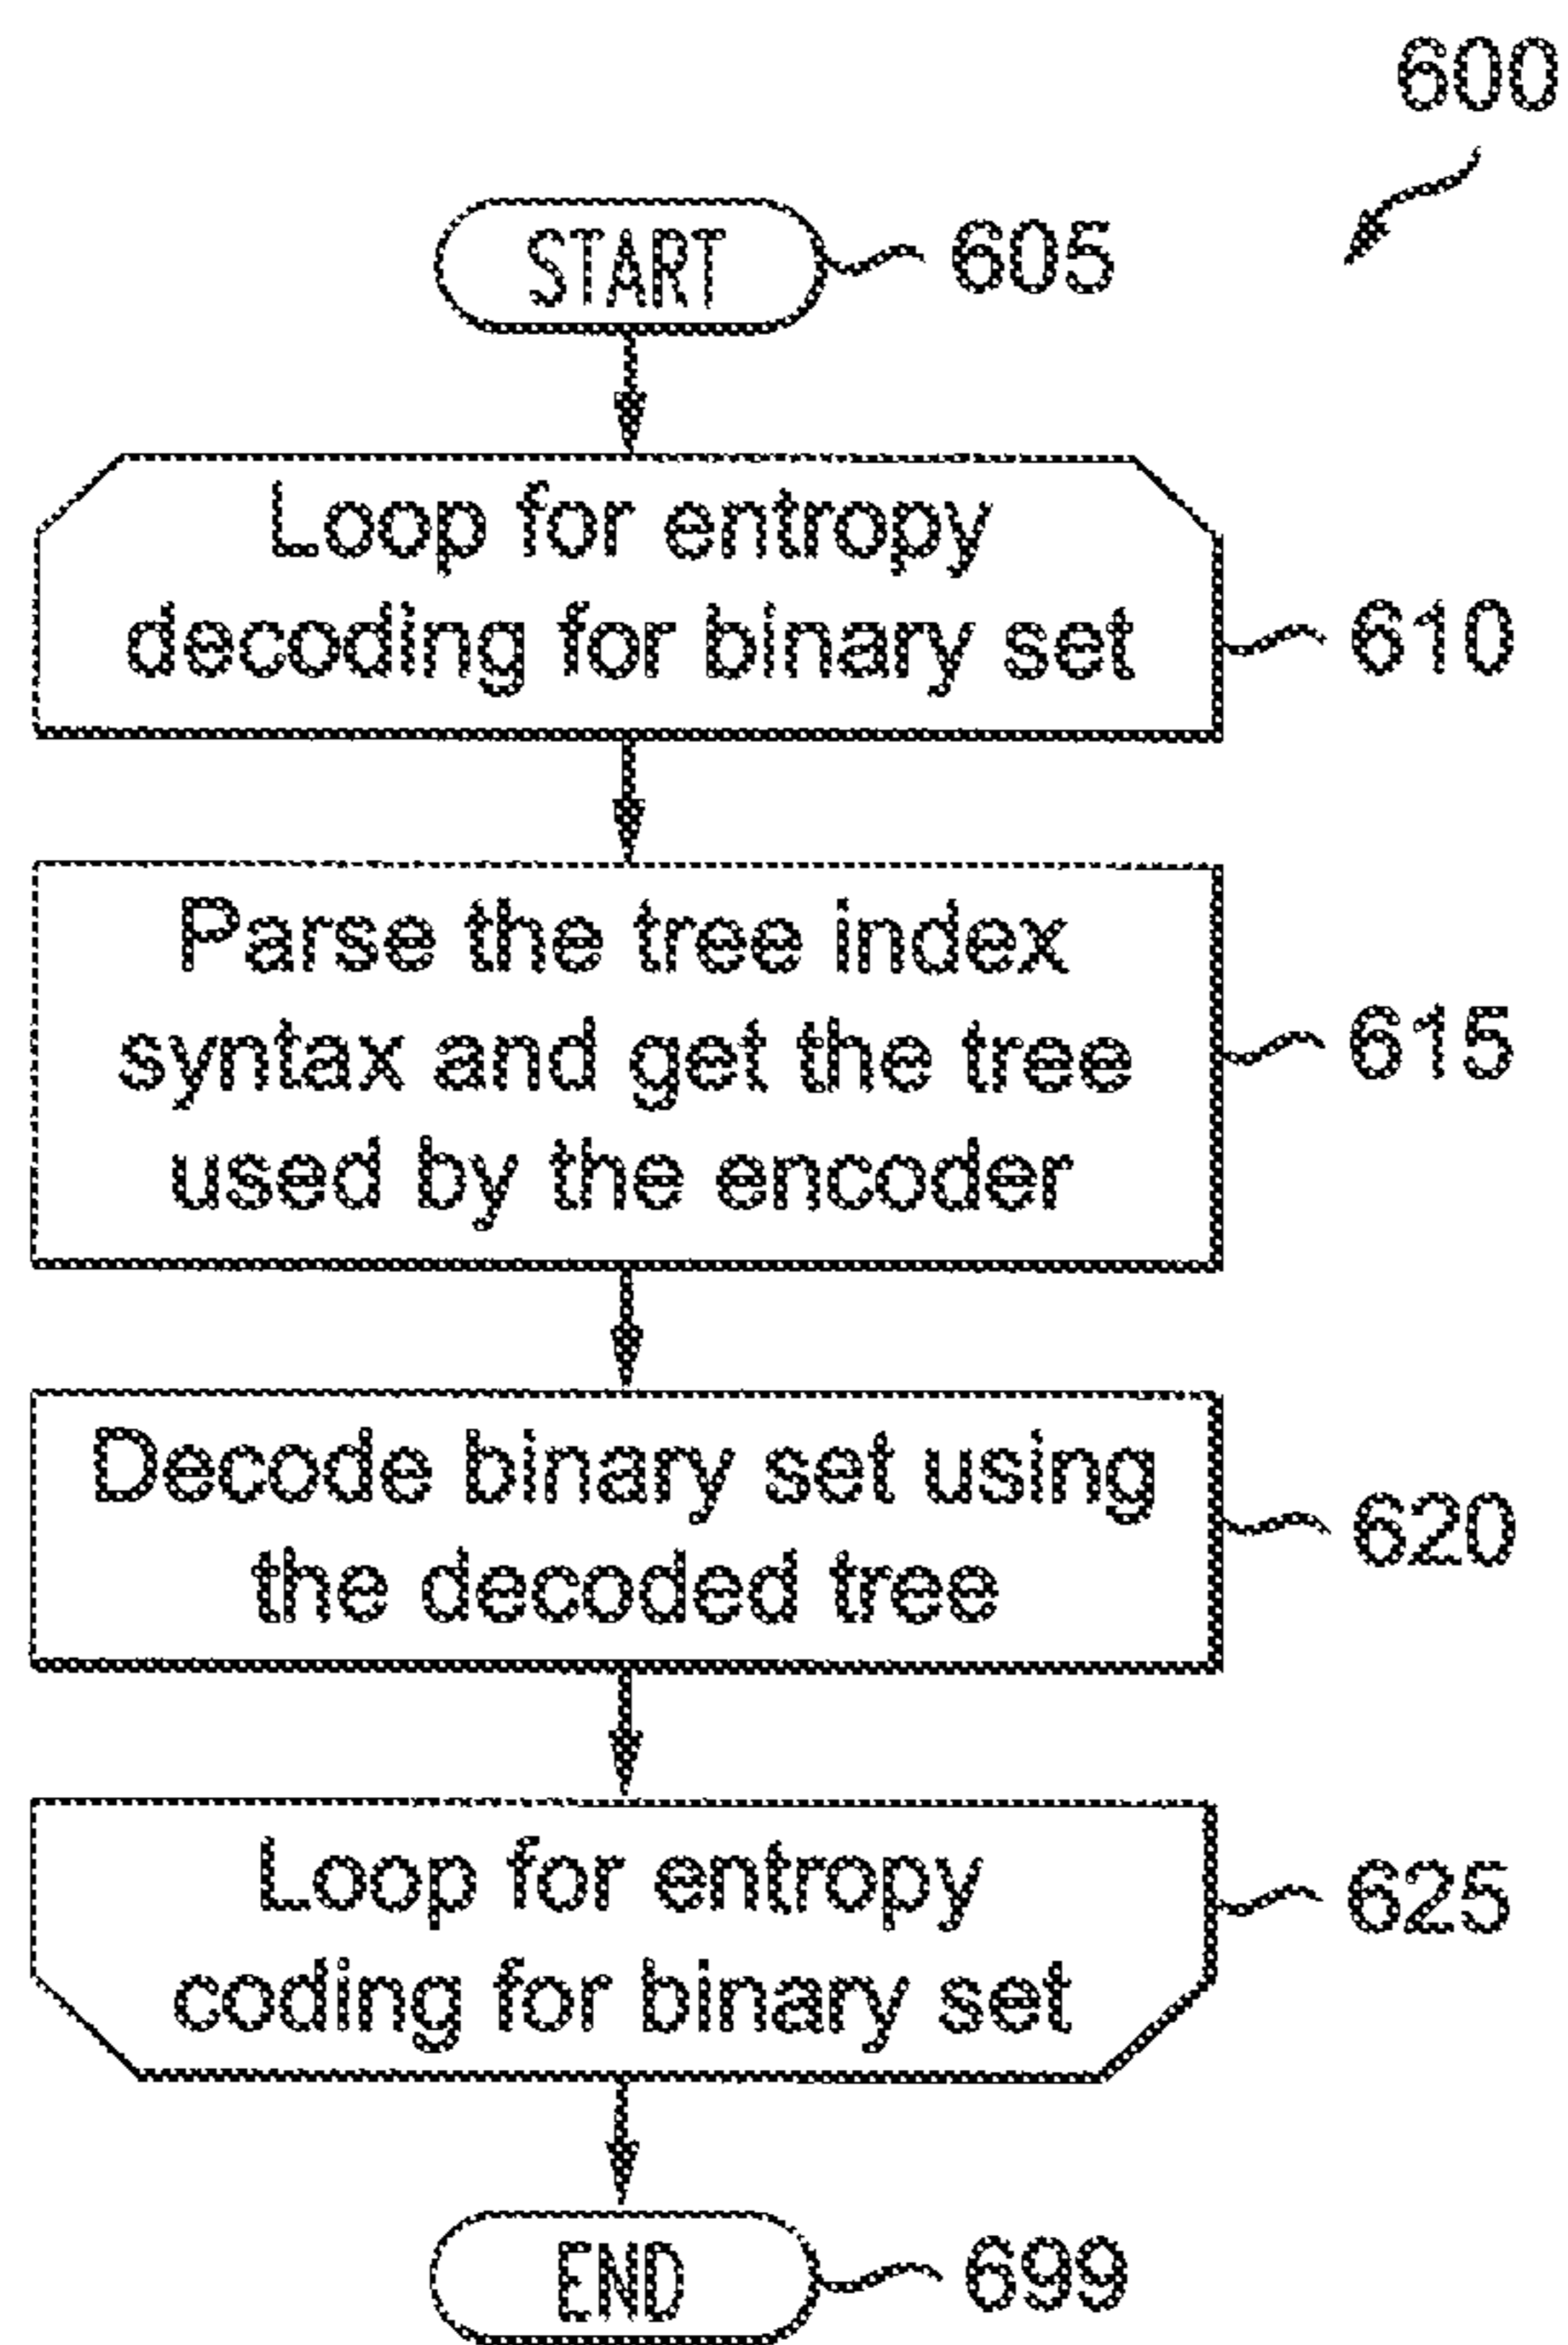 600
START
605
Loop for entropy
decoding for binary set
610
Parse the tree index
syntax and get the tree
used by the encoder
615
Decode binary set using
the decoded tree
620
Loop for entropy
coding for binary set
625
END
699